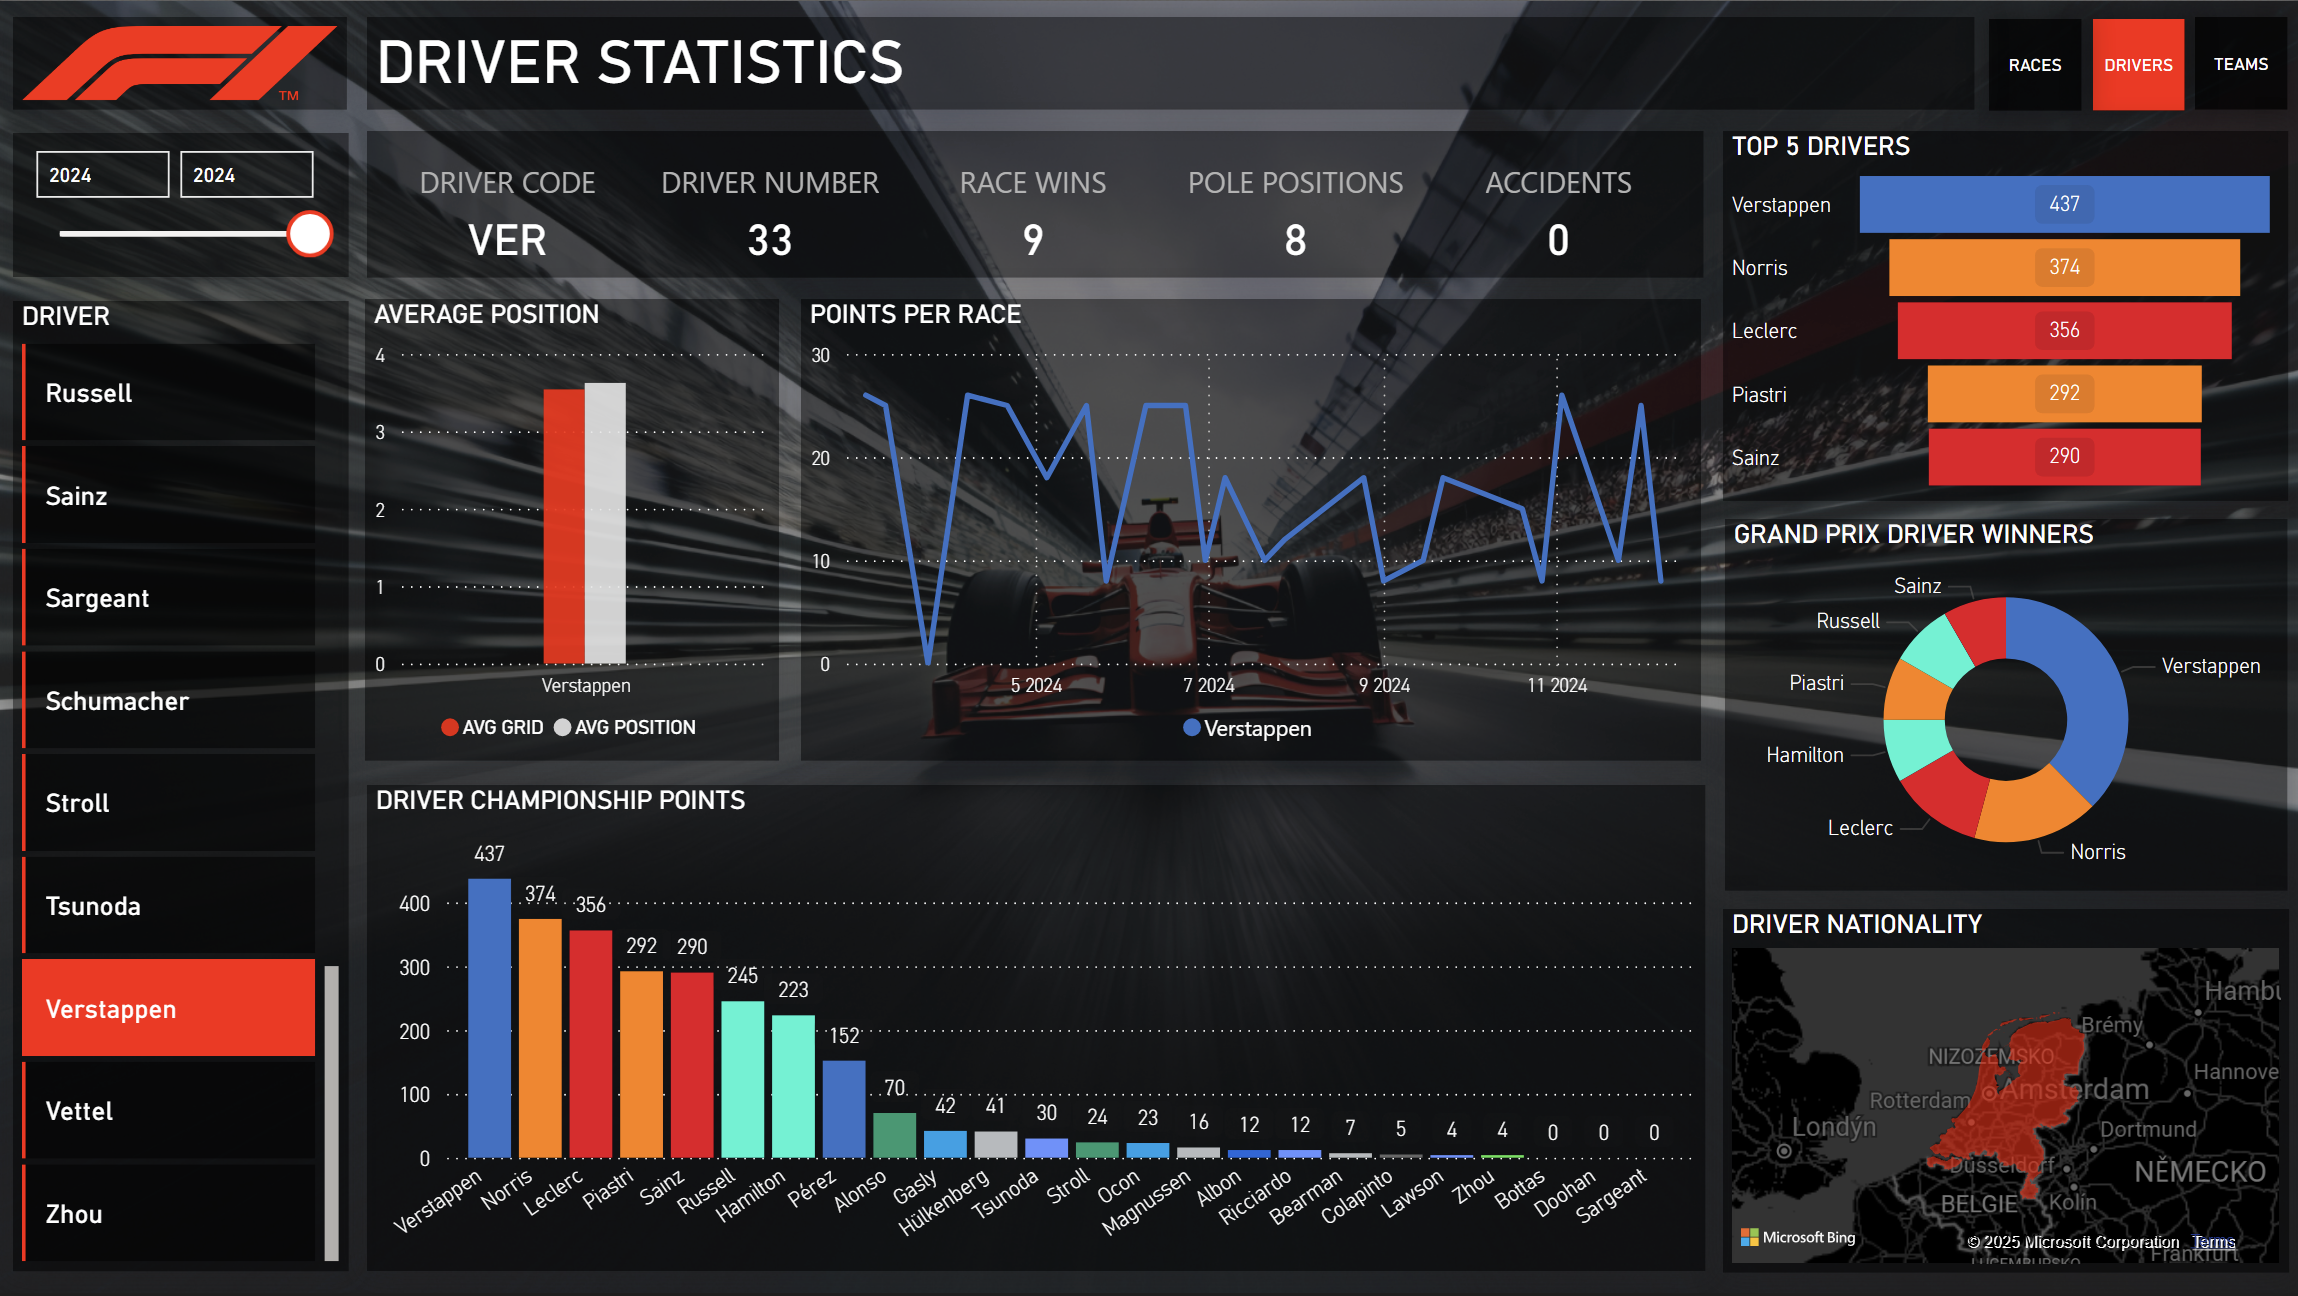 TM
DRIVER STATISTICS
RACES
DRIVERS
TEAMS
2024
2024
DRIVER CODE
VER
DRIVER NUMBER
33
RACE WINS
9
POLE POSITIONS
8
ACCIDENTS
0
DRIVER
Russell
Sainz
Sargeant
Schumacher
Stroll
Tsunoda
Verstappen
Vettel
Zhou
AVERAGE POSITION
4
3
2
1
0
Verstappen
AVG GRID
AVG POSITION
POINTS PER RACE
30
20
10
0
5 2024
7 2024
9 2024
11 2024
Verstappen
TOP 5 DRIVERS
Verstappen 437
Norris 374
Leclerc 356
Piastri 292
Sainz 290
GRAND PRIX DRIVER WINNERS
Sainz
Russell
Piastri
Hamilton
Leclerc
Norris
Verstappen
DRIVER CHAMPIONSHIP POINTS
400
300
200
100
0
437
374
356
292
290
245
223
152
70
42
41
30
24
23
16
12
12
7
5
4
4
0
0
0
Verstappen
Norris
Leclerc
Piastri
Sainz
Russell
Hamilton
Pérez
Alonso
Gasly
Hülkenberg
Tsunoda
Stroll
Ocon
Magnussen
Albon
Ricciardo
Bearman
Colapinto
Lawson
Zhou
Bottas
Doohan
Sargeant
DRIVER NATIONALITY
Hambu
Brémy
NIZOZEMSKO
Hannove
Amsterdam
Rotterdam
Londýn
Dortmund
Düsseldorf
NĚMECKO
BELGIE
Kolín
Microsoft Bing
© 2025 Microsoft Corporation Terms
Frankfurt
LUCEMBURSKO